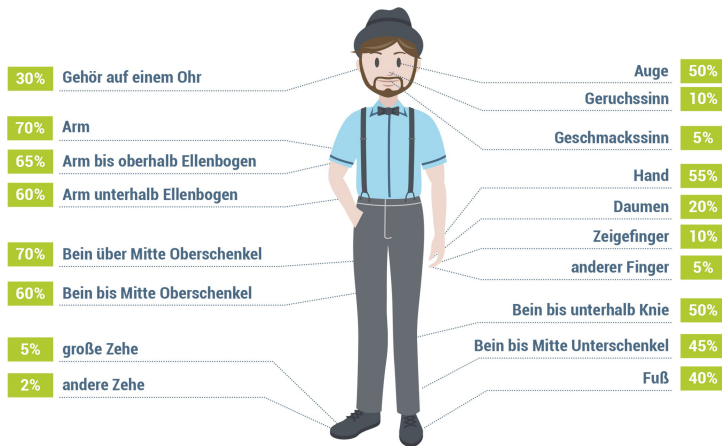 30% Gehör auf einem Ohr
70% Arm
65% Arm bis oberhalb Ellenbogen
60% Arm unterhalb Ellenbogen
70% Bein über Mitte Oberschenkel
60% Bein bis Mitte Oberschenkel
5% große Zehe
2% andere Zehe
Auge 50%
Geruchssinn 10%
Geschmackssinn 5%
Hand 55%
Daumen 20%
Zeigefinger 10%
anderer Finger 5%
Bein bis unterhalb Knie 50%
Bein bis Mitte Unterschenkel 45%
Fuß 40%